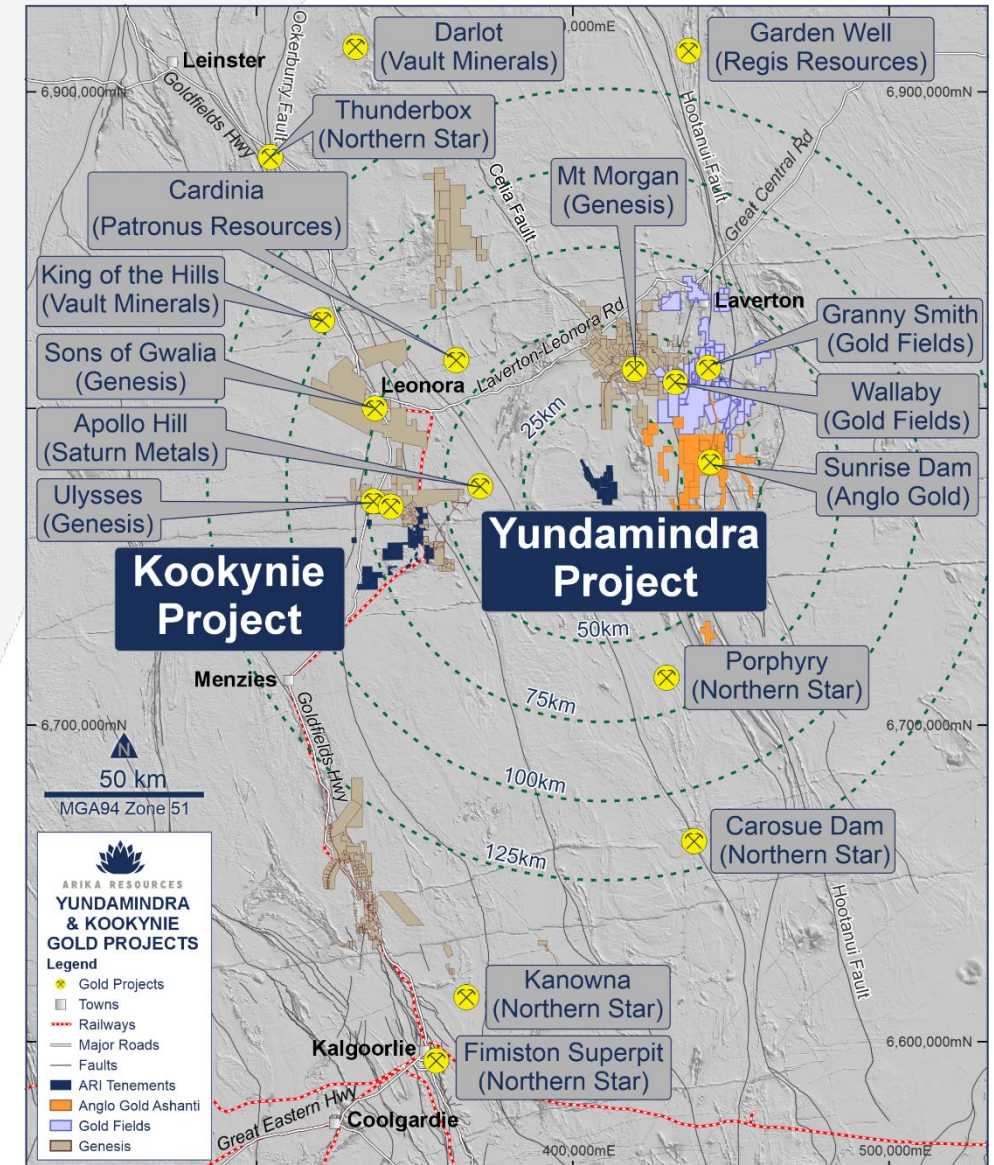 Darlot
(Vault Minerals)
,000mE
Garden Well
(Regis Resources)
Leinster
Ockerburry Fault
6,900,000mN
6,900,000mN
Goldfields Hwy
Thunderbox
(Northern Star)
Hootanui Fault
Great Central Rd
Celia Fault
Mt Morgan
(Genesis)
Cardinia
(Patronus Resources)
King of the Hills
(Vault Minerals)
Laverton
Laverton-Leonora Rd
Granny Smith
(Gold Fields)
Sons of Gwalia
(Genesis)
Leonora
Wallaby
(Gold Fields)
25km
Apollo Hill
(Saturn Metals)
Sunrise Dam
(Anglo Gold)
Ulysses
(Genesis)
Yundamindra
Project
Kookynie
Project
50km
Menzies
Porphyry
(Northern Star)
75km
Goldfields Hwy
6,700,000mN
6,700,000mN
N
50 km
MGA94 Zone 51
100km
125km
Carosue Dam
(Northern Star)
Hootanui Fault
ARIKA RESOURCES
YUNDAMINDRA
& KOOKYNIE
GOLD PROJECTS
Legend
Gold Projects
Towns
Railways
Major Roads
Faults
ARI Tenements
Anglo Gold Ashanti
Gold Fields
Genesis
Kanowna
(Northern Star)
Kalgoorlie
Fimiston Superpit
(Northern Star)
6,600,000mN
Great Eastern Hwy
Coolgardie
400,000mE
500,000mE